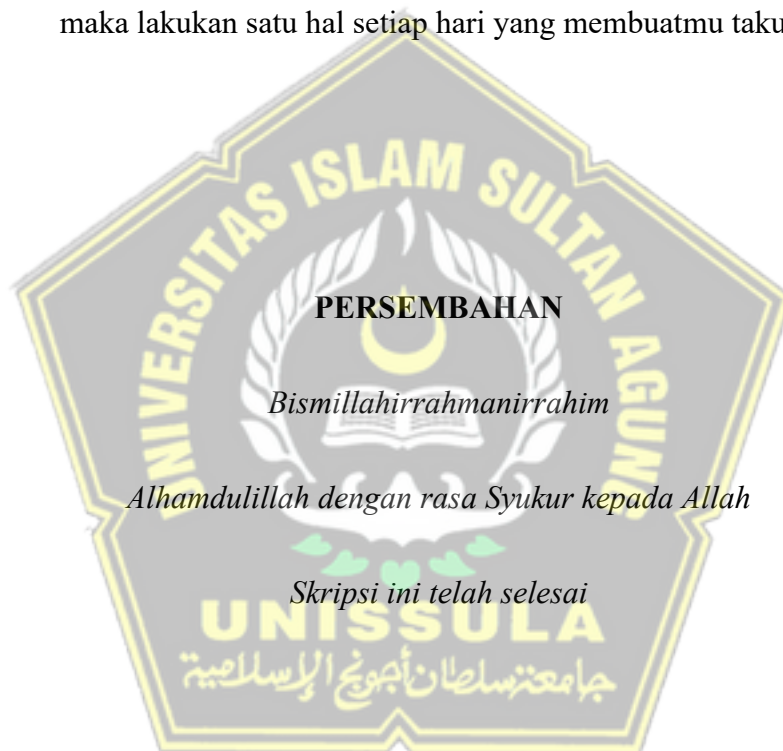 maka lakukan satu hal setiap hari yang membuatmu
UNIVERSITAS ISLAM SULTAN AGUNG
PERSEMBAHAN
Bismillahirrahmanirrahim
Alhamdulillah dengan rasa Syukur kepada Allah
Skripsi ini telah selesai
UNISSULA
جامعة سلطان أجونج الإسلامية